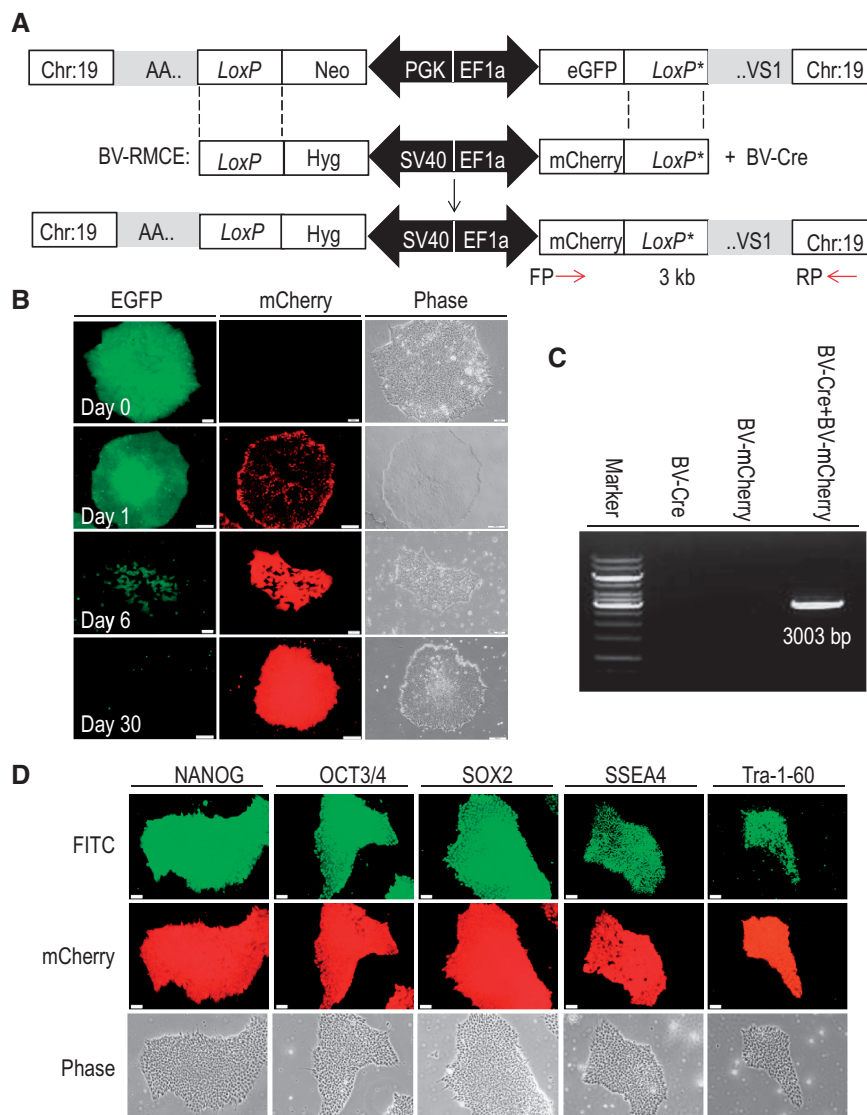 A
Chr:19 AA.. LoxP Neo PGK EF1a eGFP LoxP* ..VS1 Chr:19
BV-RMCE: LoxP Hyg SV40 EF1a mCherry LoxP* + BV-Cre
Chr:19 AA.. LoxP Hyg SV40 EF1a mCherry LoxP* ..VS1 Chr:19
FP 3 kb RP
B
EGFP mCherry Phase
Day 0
Day 1
Day 6
Day 30
C
Marker
BV-Cre
BV-mCherry
BV-Cre+BV-mCherry
3003 bp
D
NANOG OCT3/4 SOX2 SSEA4 Tra-1-60
FITC
mCherry
Phase